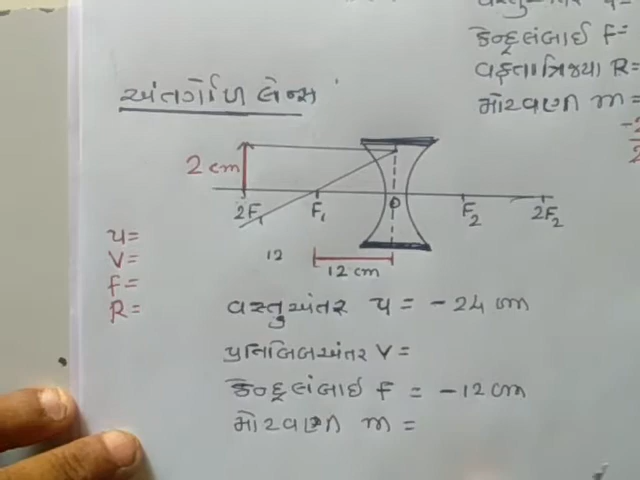 કેન્દ્રલંબાઈ f=
વક્રતાત્રિજ્યા R=
મોટવણી m=
અંતર્ગોળ લેન્સ
2 cm
2F₁ F₁ O F₂ 2F₂
12
12 cm
u=
V=
f=
R=
વસ્તુઅંતર u = -24 cm
પ્રતિબિંબઅંતર V=
કેન્દ્રલંબાઈ f = -12 cm
મોટવણી m =